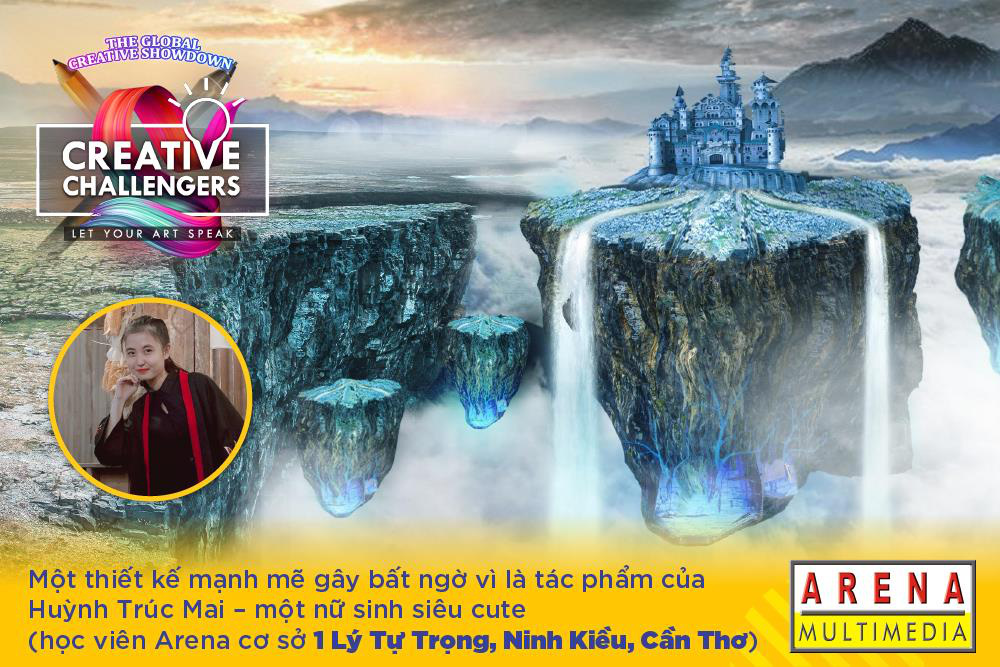 THE GLOBAL
CREATIVE SHOWDOWN
CREATIVE
CHALLENGERS
LET YOUR ART SPEAK
Một thiết kế mạnh mẽ gây bất ngờ vì là tác phẩm của
Huỳnh Trúc Mai – một nữ sinh siêu cute
(học viên Arena cơ sở 1 Lý Tự Trọng, Ninh Kiều, Cần Thơ)
ARENA
MULTIMEDIA